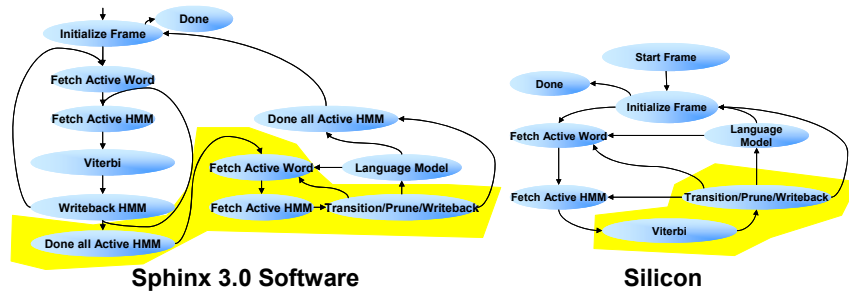 Done
Initialize Frame
Fetch Active Word
Fetch Active HMM
Viterbi
Writeback HMM
Done all Active HMM
Done all Active HMM
Fetch Active Word
Language Model
Fetch Active HMM
Transition/Prune/Writeback
Sphinx 3.0 Software
Start Frame
Done
Initialize Frame
Fetch Active Word
Language
Model
Fetch Active HMM
Transition/Prune/Writeback
Viterbi
Silicon